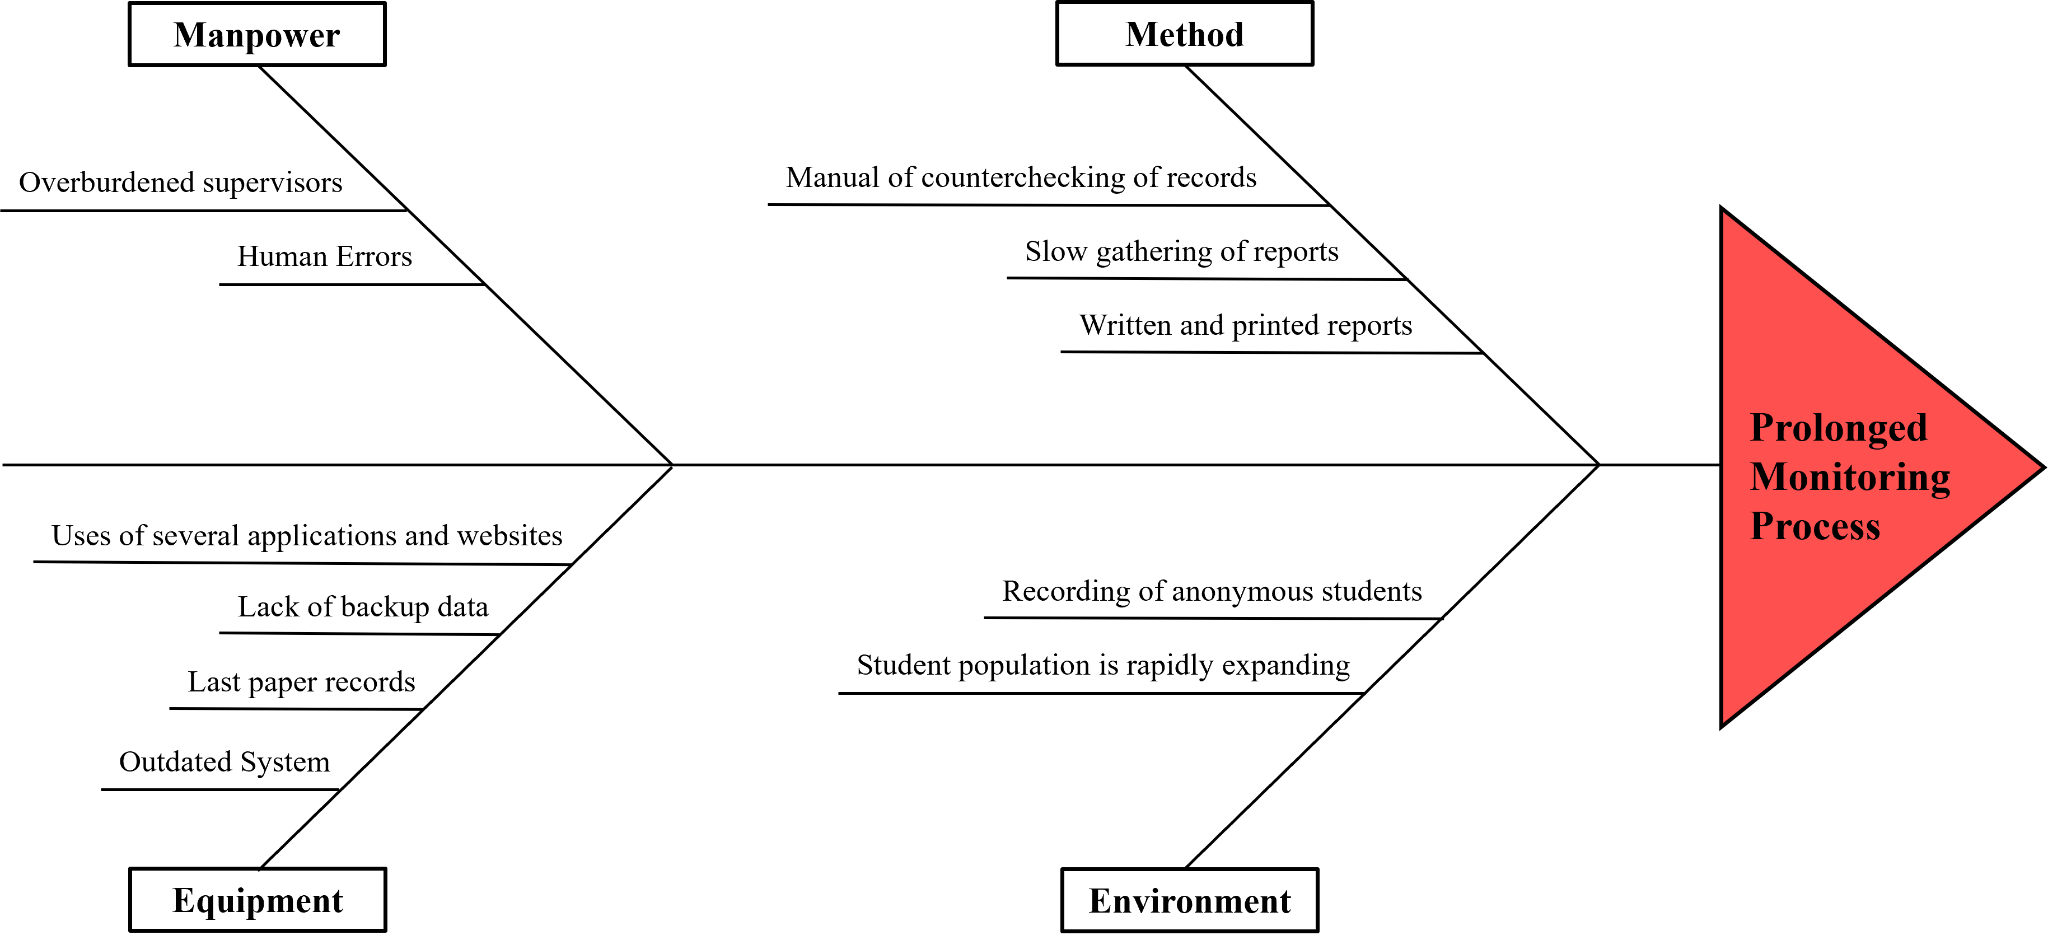 Manpower
Method
Overburdened supervisors
Human Errors
Manual of counterchecking of records
Slow gathering of reports
Written and printed reports
Prolonged
Monitoring
Process
Uses of several applications and websites
Lack of backup data
Last paper records
Outdated System
Recording of anonymous students
Student population is rapidly expanding
Equipment
Environment